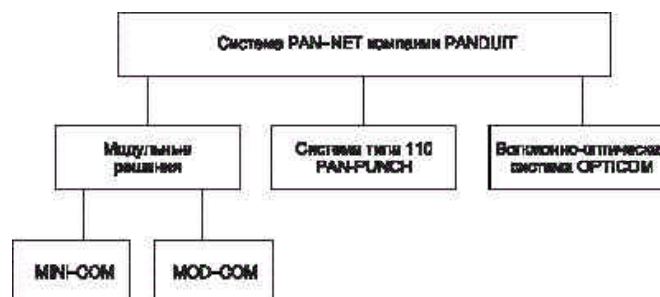 Система PAN-NET компании PANDUIT
Модульные
решения
Система типа 110
PAN-PUNCH
Волоконно-оптическая
система OPTICOM
MINI-COM
MOD-COM